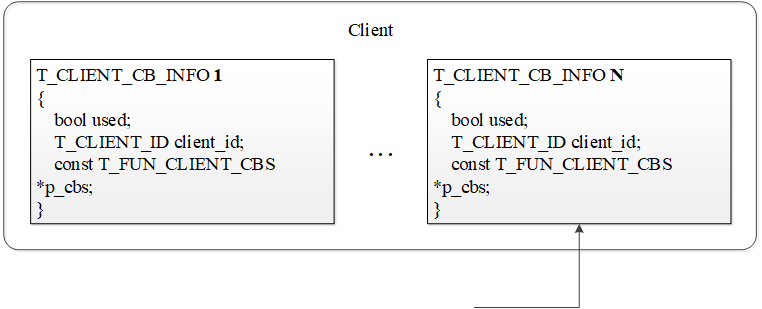 Client
T_CLIENT_CB_INFO 1
{
bool used;
T_CLIENT_ID client_id;
const T_FUN_CLIENT_CBS
*p_cbs;
}
...
T_CLIENT_CB_INFO N
{
bool used;
T_CLIENT_ID client_id;
const T_FUN_CLIENT_CBS
*p_cbs;
}